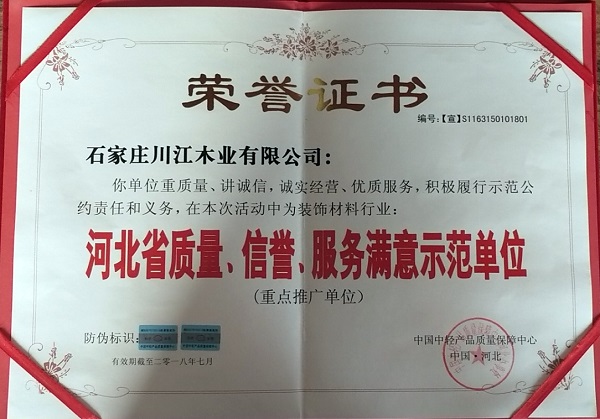 荣誉证书
编号:【宣】S1163150101801
石家庄川江木业有限公司:
你单位重质量、讲诚信,诚实经营、优质服务,积极履行示范公
约责任和义务,在本次活动中为装饰材料行业:
河北省质量、信誉、服务满意示范单位
(重点推广单位)
防伪标识:
有效期截至二〇一八年七月
中国中轻产品质量保障中心
中国·河北